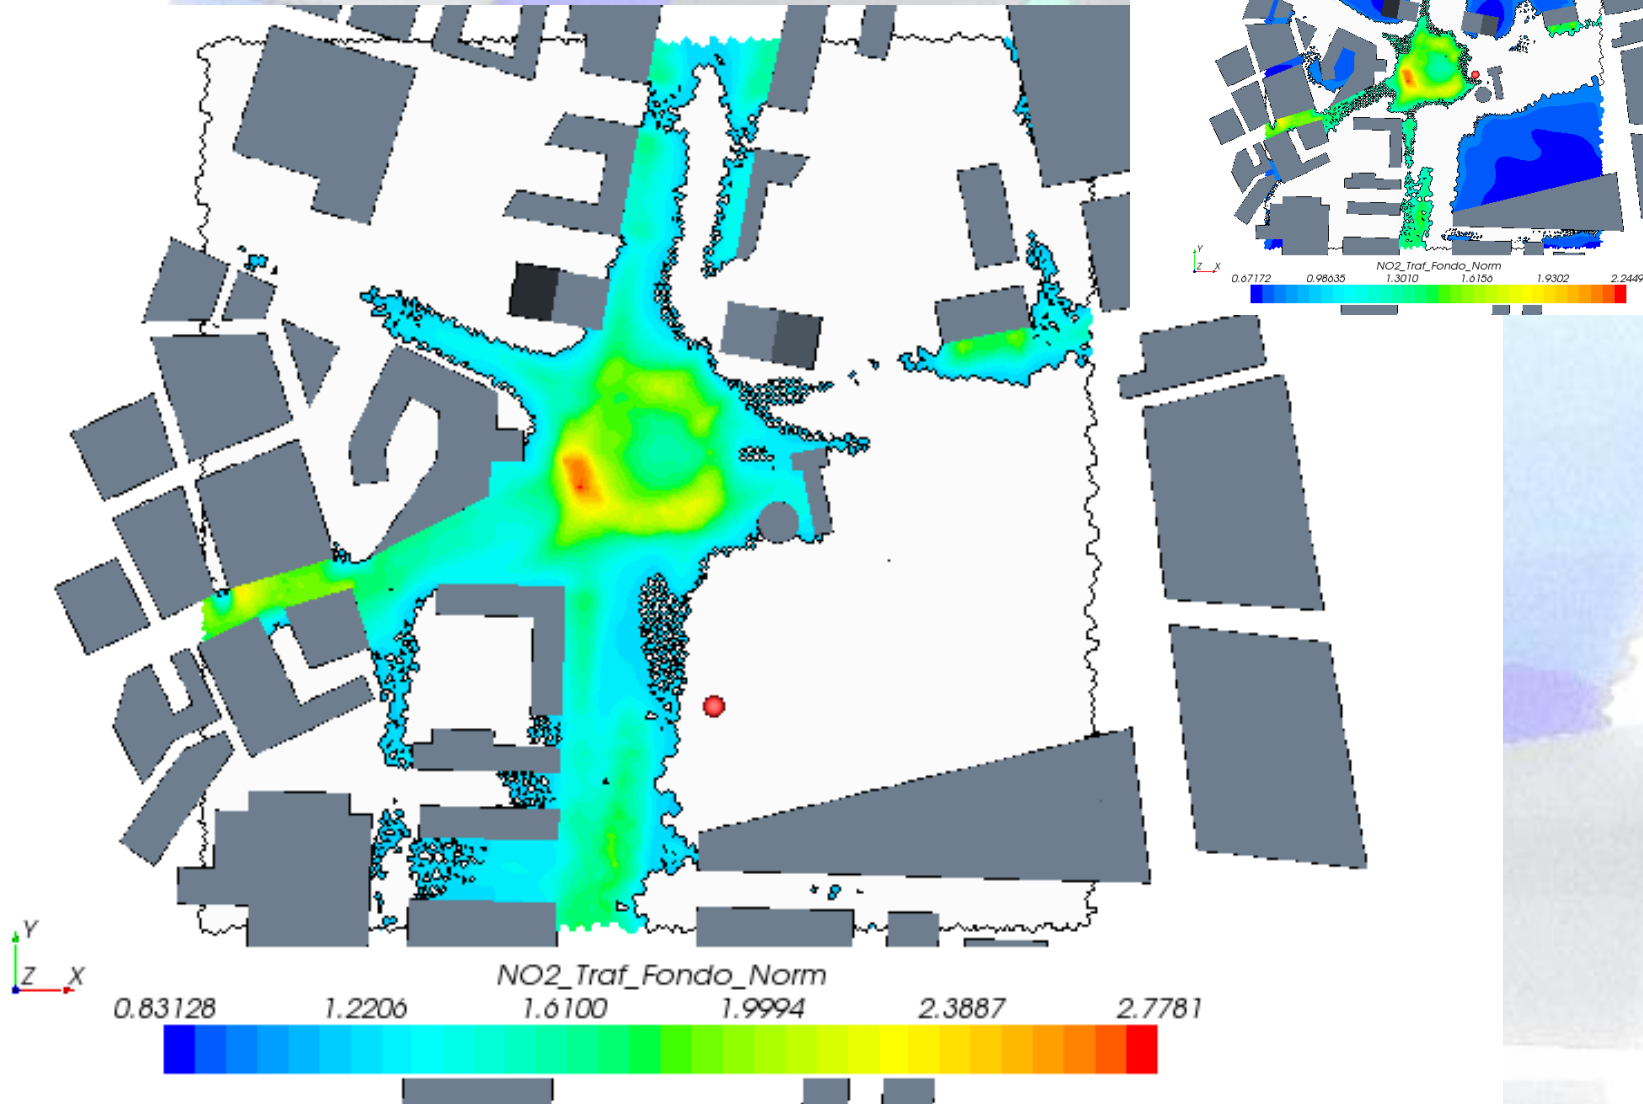 Y
Z X
NO2_Traf_Fondo_Norm
0.67172 0.98635 1.3010 1.6156 1.9302 2.2449
Y
Z X
NO2_Traf_Fondo_Norm
0.83128 1.2206 1.6100 1.9994 2.3887 2.7781